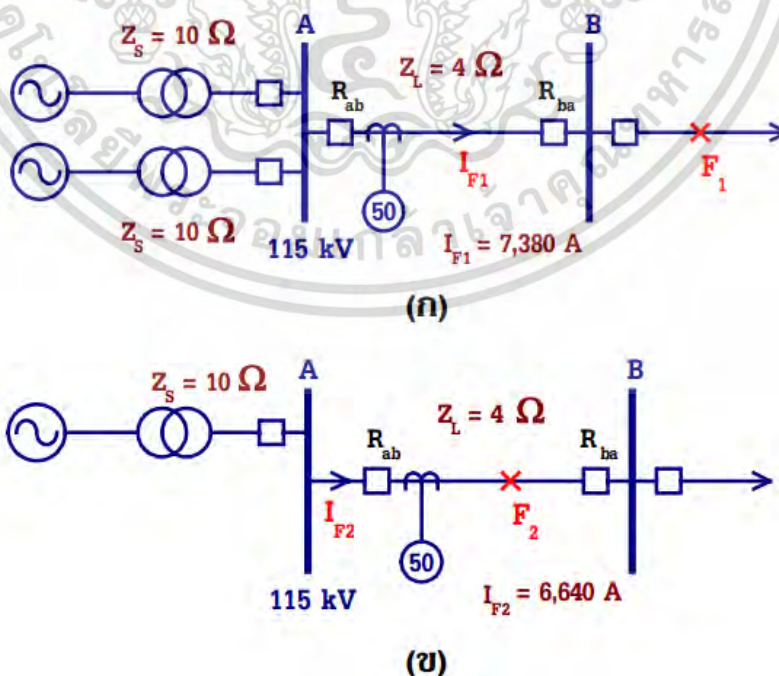 Z_S = 10 Ω
A
B
R_ab
Z_L = 4 Ω
R_ba
I_F1
F_1
50
Z_S = 10 Ω
115 kV
I_F1 = 7,380 A
(ก)
Z_S = 10 Ω
A
B
R_ab
Z_L = 4 Ω
R_ba
I_F2
F_2
50
115 kV
I_F2 = 6,640 A
(ข)